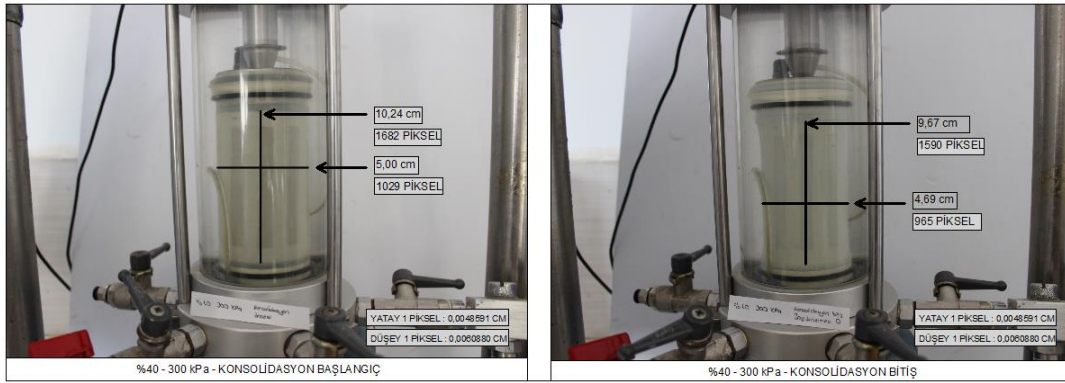 10,24 cm
1682 PİKSEL
5,00 cm
1029 PİKSEL
YATAY 1 PİKSEL : 0,0048591 CM
DÜŞEY 1 PİKSEL : 0,0060880 CM
%40 - 300 kPa - KONSOLİDASYON BAŞLANGIÇ
9,67 cm
1590 PİKSEL
4,69 cm
965 PİKSEL
YATAY 1 PİKSEL : 0,0048591 CM
DÜŞEY 1 PİKSEL : 0,0060880 CM
%40 - 300 kPa - KONSOLİDASYON BİTİŞ